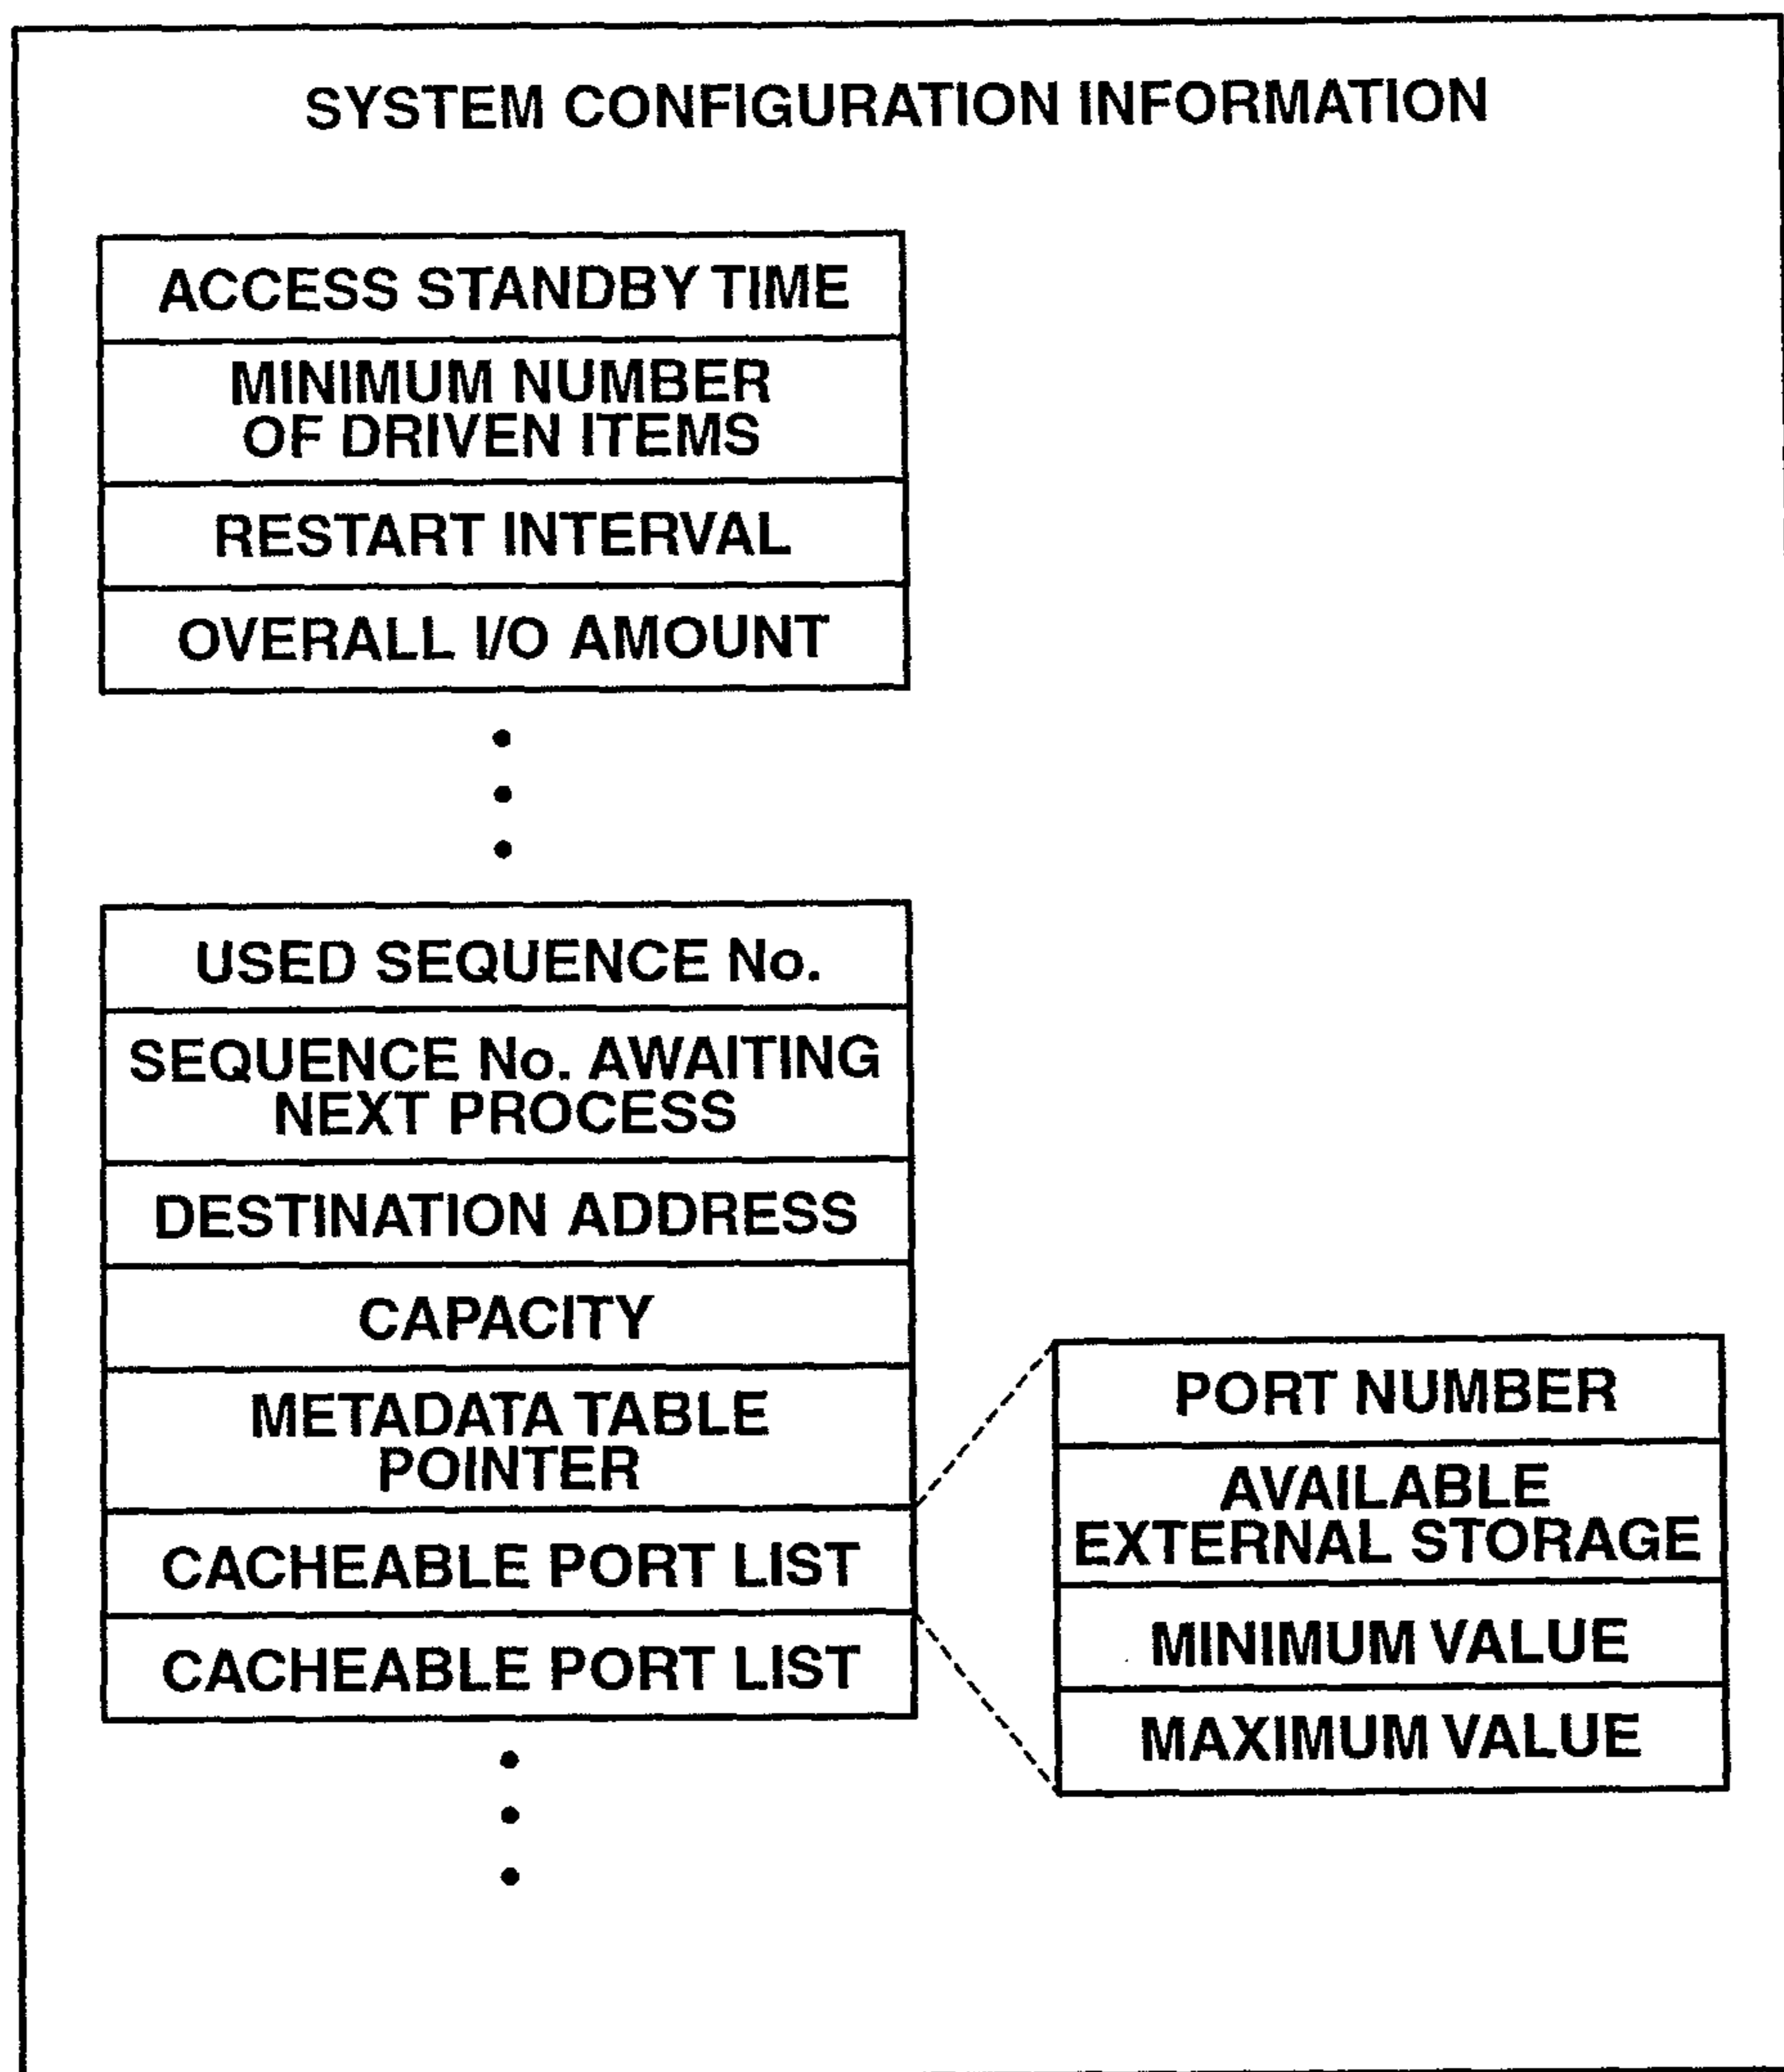 SYSTEM CONFIGURATION INFORMATION
ACCESS STANDBY TIME
MINIMUM NUMBER
OF DRIVEN ITEMS
RESTART INTERVAL
OVERALL I/O AMOUNT
USED SEQUENCE No.
SEQUENCE No. AWAITING
NEXT PROCESS
DESTINATION ADDRESS
CAPACITY
METADATA TABLE
POINTER
CACHEABLE PORT LIST
CACHEABLE PORT LIST
PORT NUMBER
AVAILABLE
EXTERNAL STORAGE
MINIMUM VALUE
MAXIMUM VALUE